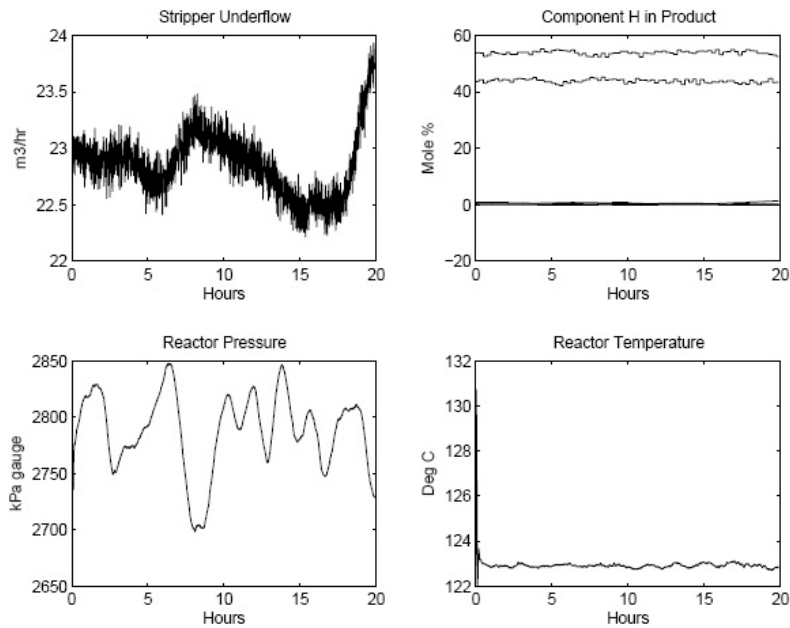 Stripper Underflow
24
23.5
23
22.5
22
m3/hr
0 5 10 15 20
Hours
Component H in Product
60
40
20
0
−20
Mole %
0 5 10 15 20
Hours
Reactor Pressure
2850
2800
2750
2700
2650
kPa gauge
0 5 10 15 20
Hours
Reactor Temperature
132
130
128
126
124
122
Deg C
0 5 10 15 20
Hours